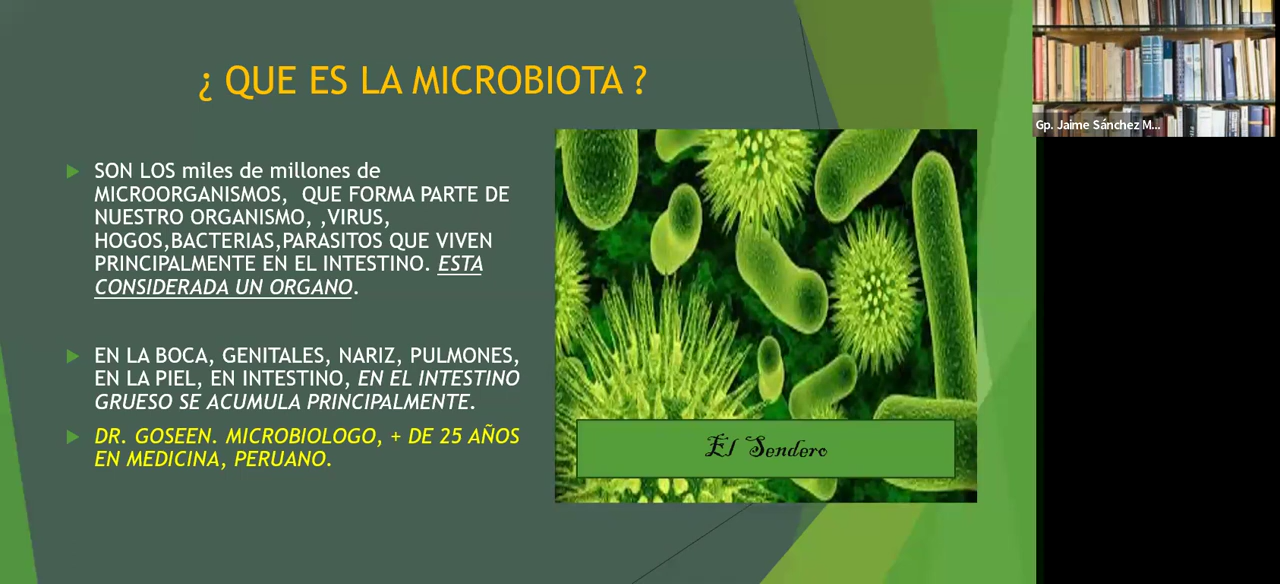 ¿ QUE ES LA MICROBIOTA ?
SON LOS miles de millones de
MICROORGANISMOS, QUE FORMA PARTE DE
NUESTRO ORGANISMO, ,VIRUS,
HOGOS,BACTERIAS,PARASITOS QUE VIVEN
PRINCIPALMENTE EN EL INTESTINO. ESTA
CONSIDERADA UN ORGANO.
EN LA BOCA, GENITALES, NARIZ, PULMONES,
EN LA PIEL, EN INTESTINO, EN EL INTESTINO
GRUESO SE ACUMULA PRINCIPALMENTE.
DR. GOSEEN. MICROBIOLOGO, + DE 25 AÑOS
EN MEDICINA, PERUANO.
El Sendero
Gp. Jaime Sánchez M...